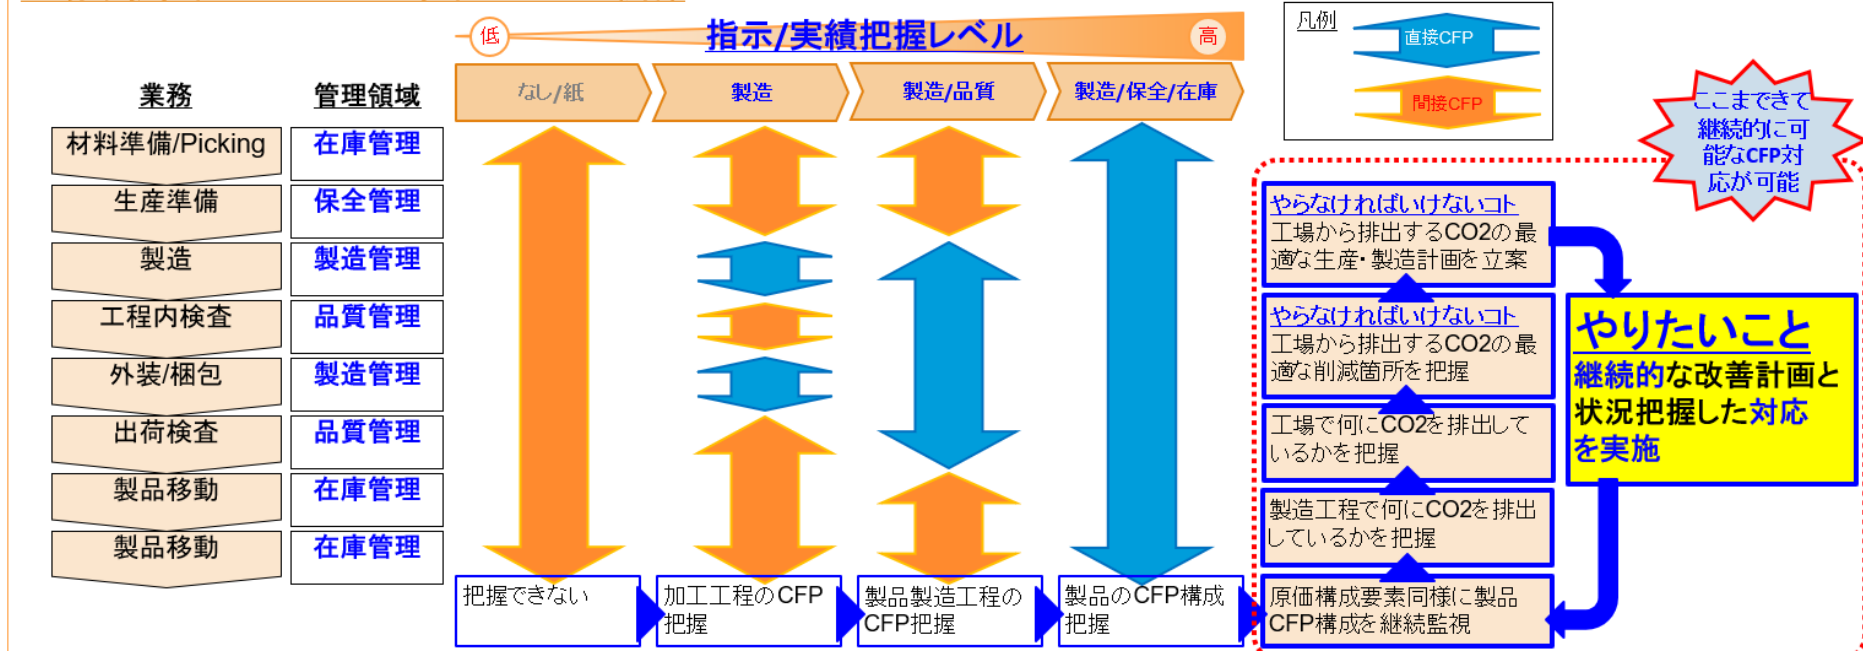 低
指示/実績把握レベル
高
凡例
直接CFP
間接CFP
業務
管理領域
なし/紙
製造
製造/品質
製造/保全/在庫
ここまできて
継続的に可
能なCFP対
応が可能
材料準備/Picking
在庫管理
生産準備
保全管理
製造
製造管理
工程内検査
品質管理
外装/梱包
製造管理
出荷検査
品質管理
製品移動
在庫管理
製品移動
在庫管理
把握できない
加工工程のCFP
把握
製品製造工程の
CFP把握
製品のCFP構成
把握
やらなければいけないコト
工場から排出するCO2の最
適な生産・製造計画を立案
やらなければいけないコト
工場から排出するCO2の最
適な削減箇所を把握
工場で何にCO2を排出して
いるかを把握
製造工程で何にCO2を排出
しているかを把握
原価構成要素同様に製品
CFP構成を継続監視
やりたいこと
継続的な改善計画と
状況把握した対応
を実施